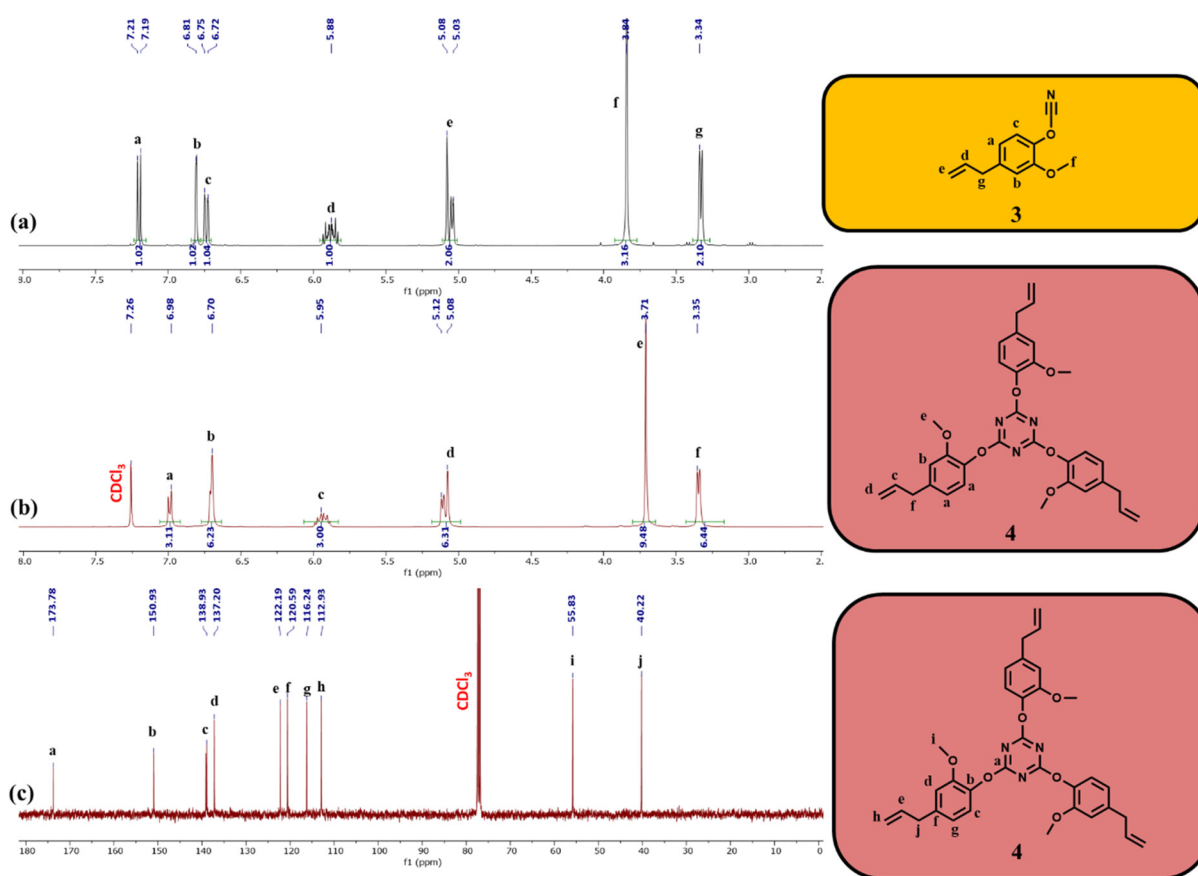 7.21 7.19 6.81 6.75 6.72 5.88 5.08 5.03 3.84 3.34
a b c d e f g
(a)
1.02 1.02 1.04 1.00 2.06 3.16 2.10
9.0 7.5 7.0 6.5 6.0 5.5 5.0 4.5 4.0 3.5 3.0 2.
f1 (ppm)
N
O
O
a b c d e f g
3
7.26 6.98 6.70 5.95 5.12 5.08 3.71 3.35
CDCl3
a b c d e f
(b)
3.11 6.23 3.00 6.31 9.48 6.44
8.0 7.5 7.0 6.5 6.0 5.5 5.0 4.5 4.0 3.5 3.0 2.
f1 (ppm)
O
O
N N
N
e O
O O
O
b c d a a f
4
173.78 150.93 138.93 137.20 122.19 120.59 116.24 112.93 55.83 40.22
CDCl3
a b c d e f g h i j
(c)
180 170 160 150 140 130 120 110 100 90 80 70 60 50 40 30 20 10 0
f1 (ppm)
O
O
N N
N
i O
O O
O
a b c d e f g h j
4